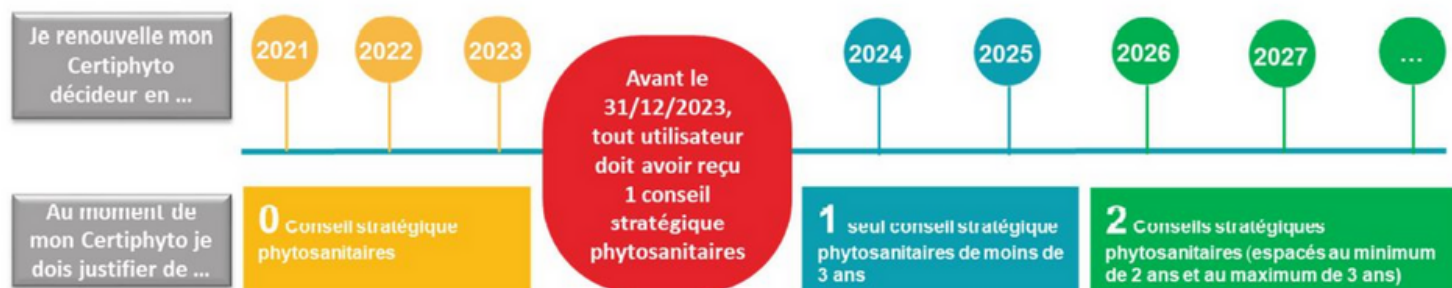 Je renouvelle mon
Certiphyto
décideur en ...
2021
2022
2023
Avant le
31/12/2023,
tout utilisateur
doit avoir reçu
1 conseil
stratégique
phytosanitaires
2024
2025
2026
2027
...
Au moment de
mon Certiphyto je
dois justifier de ...
0 Conseil stratégique
phytosanitaires
1 seul conseil stratégique
phytosanitaires de moins de
3 ans
2 Conseils stratégiques
phytosanitaires (espacés au minimum
de 2 ans et au maximum de 3 ans)